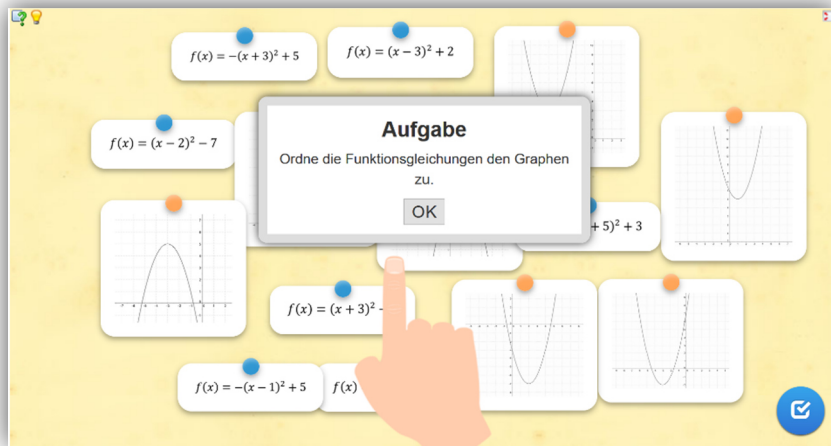 f(x) = −(x + 3)² + 5
f(x) = (x − 3)² + 2
Aufgabe
f(x) = (x − 2)² − 7
Ordne die Funktionsgleichungen den Graphen
zu.
OK
+ 5)² + 3
f(x) = (x + 3)²
f(x) = −(x − 1)² + 5
f(x)